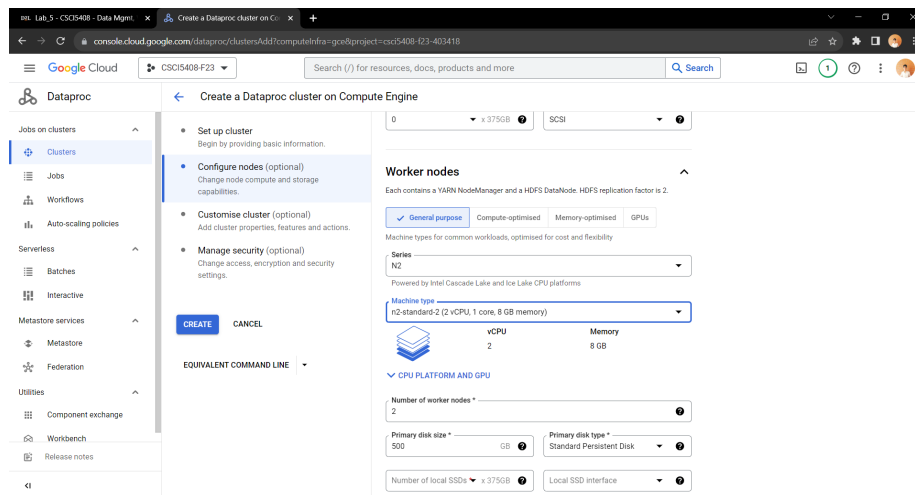 Lab_5 - CSCI5408 - Data Mgmt,
Create a Dataproc cluster on Co
console.cloud.google.com/dataproc/clustersAdd?computeInfra=gce&project=csci5408-f23-403418
Google Cloud
CSCI5408-F23
Search (/) for resources, docs, products and more
Search
1
Dataproc
Create a Dataproc cluster on Compute Engine
Jobs on clusters
Clusters
Jobs
Workflows
Auto-scaling policies
Serverless
Batches
Interactive
Metastore services
Metastore
Federation
Utilities
Component exchange
Workbench
Release notes
Set up cluster
Begin by providing basic information.
Configure nodes (optional)
Change node compute and storage
capabilities.
Customise cluster (optional)
Add cluster properties, features and actions.
Manage security (optional)
Change access, encryption and security
settings.
CREATE CANCEL
EQUIVALENT COMMAND LINE
0 x 375GB SCSI
Worker nodes
Each contains a YARN NodeManager and a HDFS DataNode. HDFS replication factor is 2.
General purpose Compute-optimised Memory-optimised GPUs
Machine types for common workloads, optimised for cost and flexibility
Series
N2
Powered by Intel Cascade Lake and Ice Lake CPU platforms
Machine type
n2-standard-2 (2 vCPU, 1 core, 8 GB memory)
vCPU Memory
2 8 GB
CPU PLATFORM AND GPU
Number of worker nodes *
2
Primary disk size * Primary disk type *
500 GB Standard Persistent Disk
Number of local SSDs x 375GB Local SSD interface